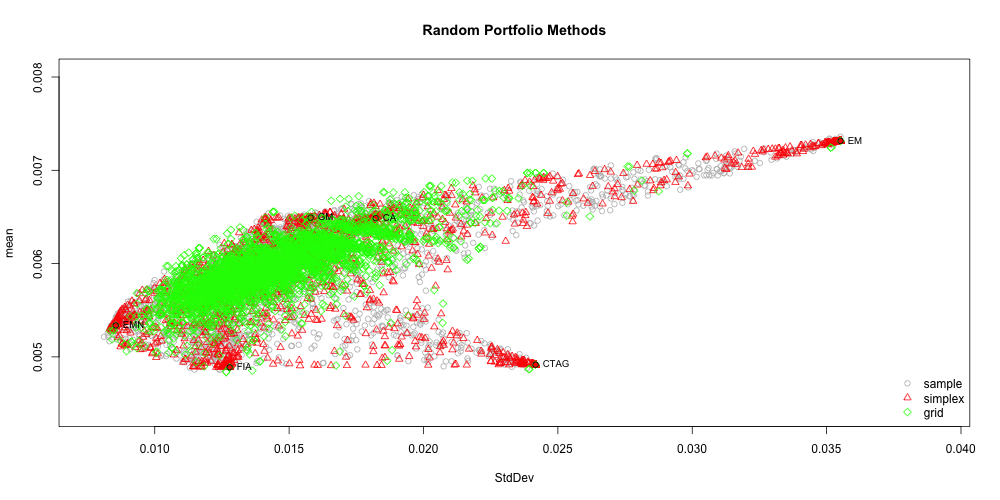 Random Portfolio Methods
mean
0.008
0.007
0.006
0.005
EM
GM
CA
EMN
FIA
CTAG
sample
simplex
grid
0.010
0.015
0.020
0.025
0.030
0.035
0.040
StdDev